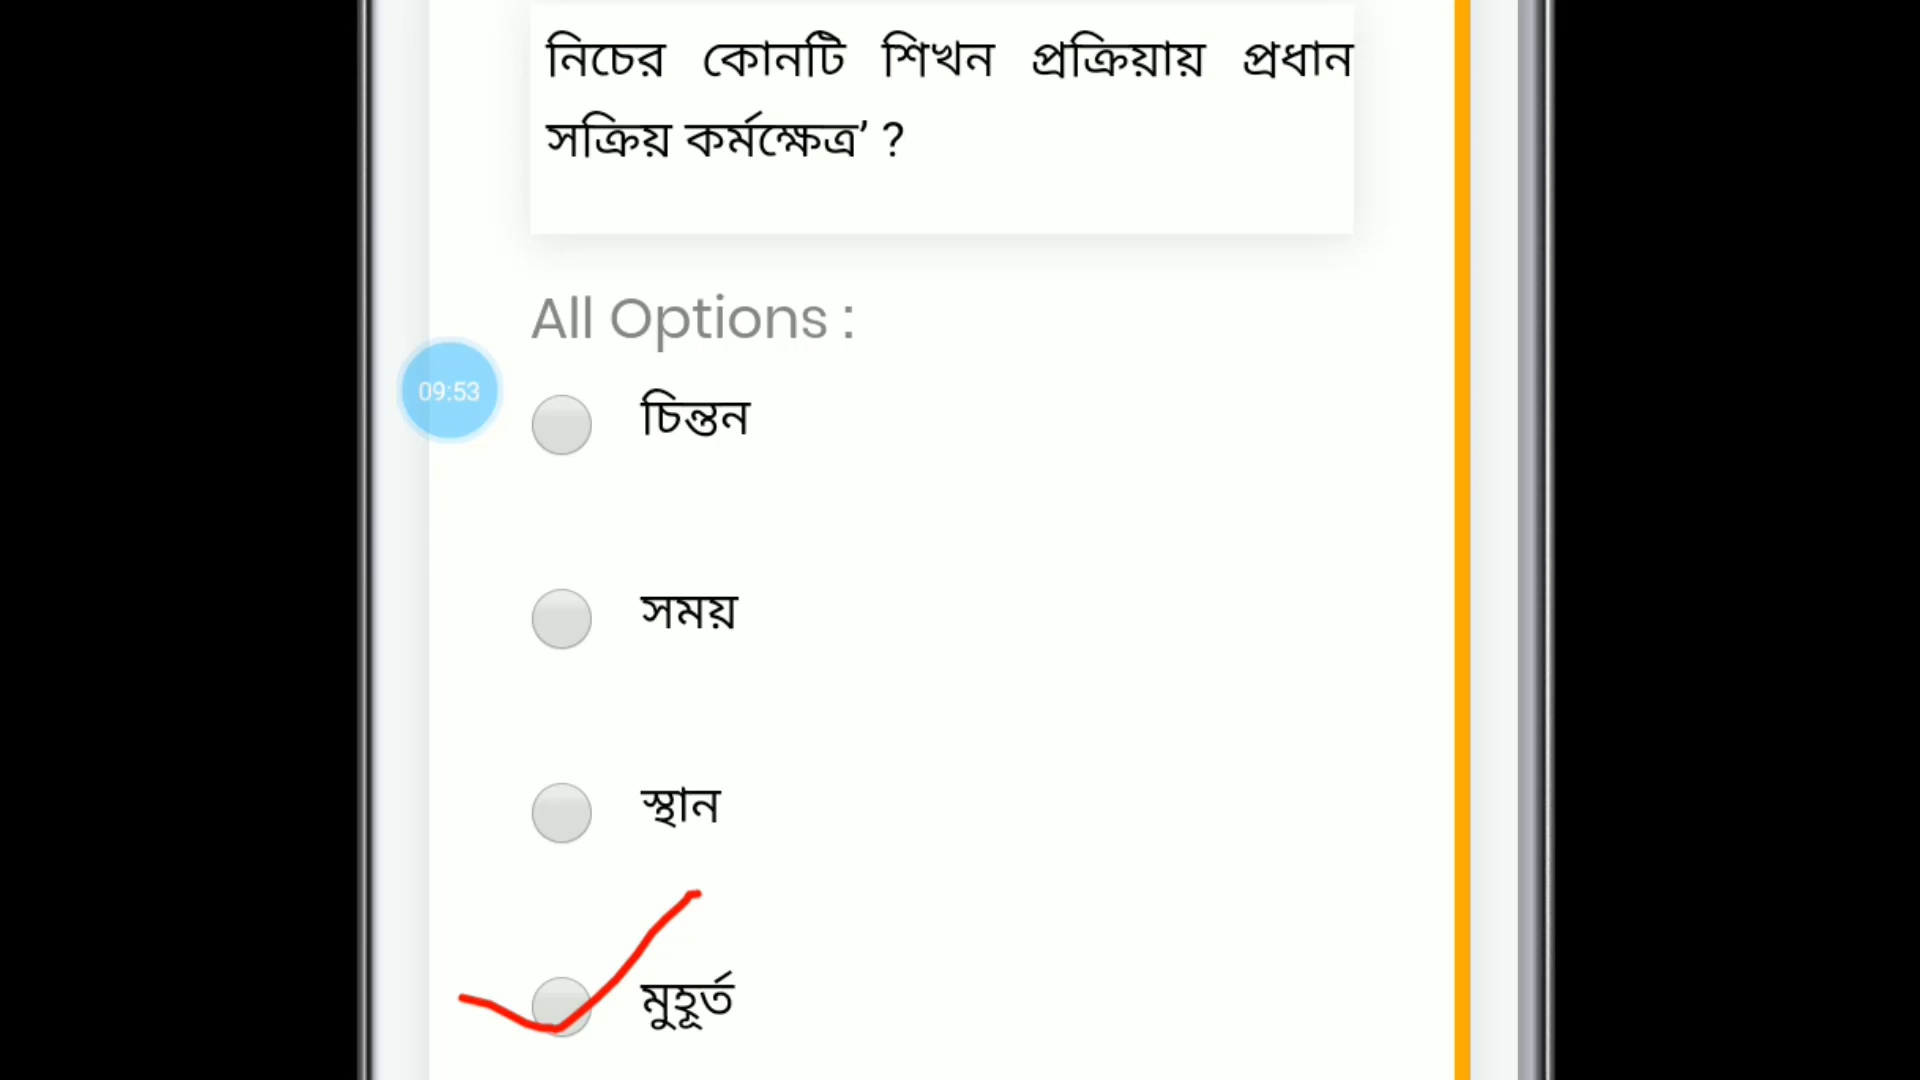 নিচের কোনটি শিখন প্রক্রিয়ায় প্রধান
সক্রিয় কর্মক্ষেত্র’ ?
All Options :
09:53
চিন্তন
সময়
স্থান
মুহূর্ত